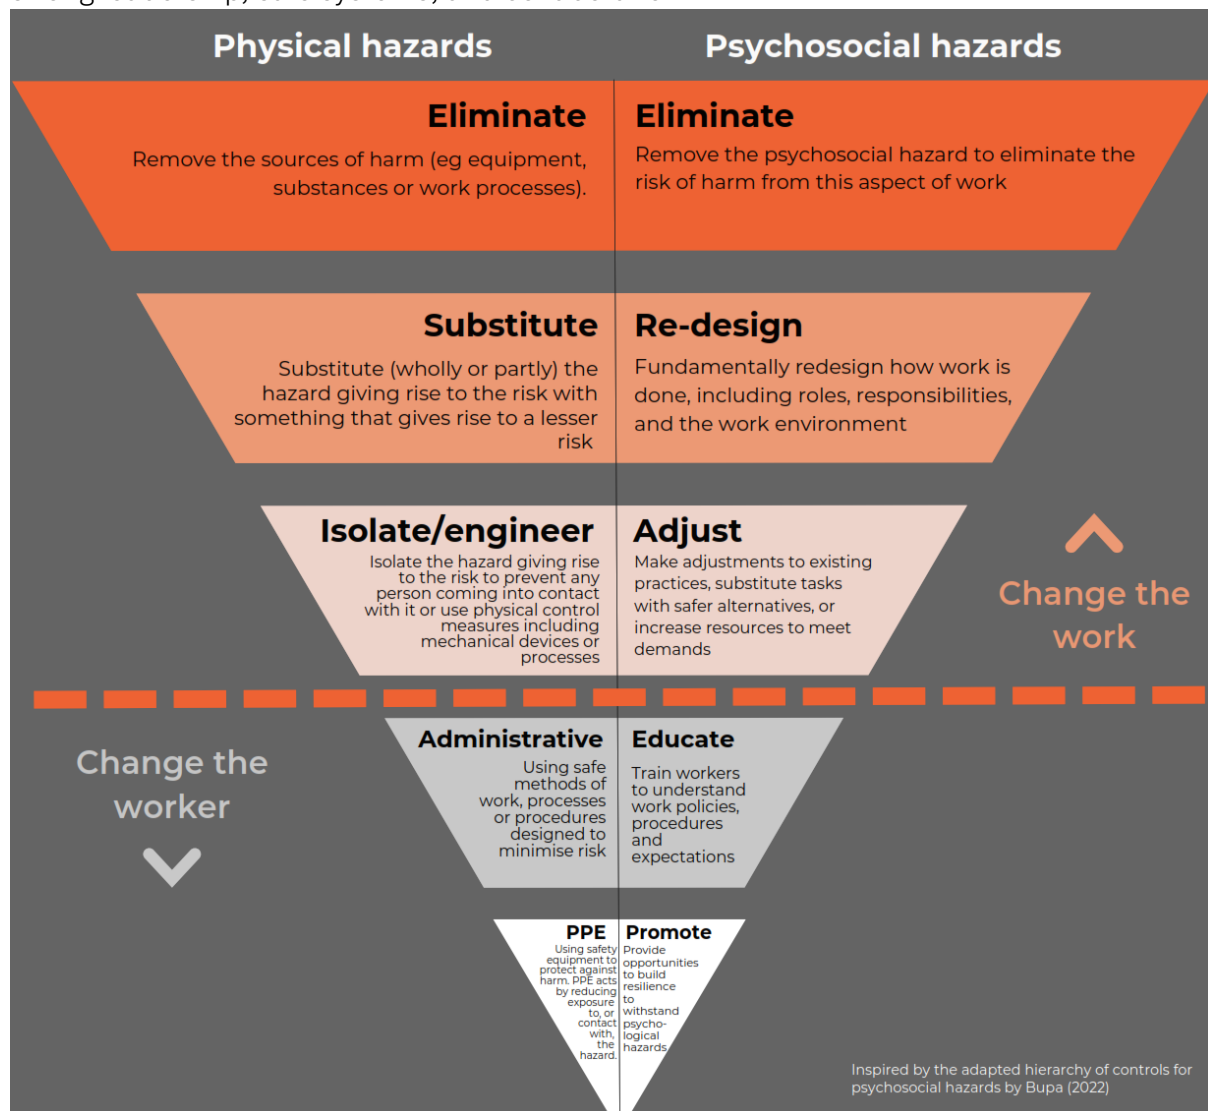 Physical hazards
Psychosocial hazards
Eliminate
Remove the sources of harm (eg equipment,
substances or work processes).
Eliminate
Remove the psychosocial hazard to eliminate the
risk of harm from this aspect of work
Substitute
Substitute (wholly or partly) the
hazard giving rise to the risk with
something that gives rise to a lesser
risk
Re-design
Fundamentally redesign how work is
done, including roles, responsibilities,
and the work environment
Isolate/engineer
Isolate the hazard giving rise
to the risk to prevent any
person coming into contact
with it or use physical control
measures including
mechanical devices or
processes
Adjust
Make adjustments to existing
practices, substitute tasks
with safer alternatives, or
increase resources to meet
demands
Change the
work
Change the
worker
Administrative
Using safe
methods of
work, processes
or procedures
designed to
minimise risk
Educate
Train workers
to understand
work policies,
procedures
and
expectations
PPE
Using safety
equipment to
protect against
harm. PPE acts
by reducing
exposure
to, or
contact
with,
the
hazard.
Promote
Provide
opportunities
to build
resilience
to
withstand
psycho-
logical
hazards
Inspired by the adapted hierarchy of controls for
psychosocial hazards by Bupa (2022)